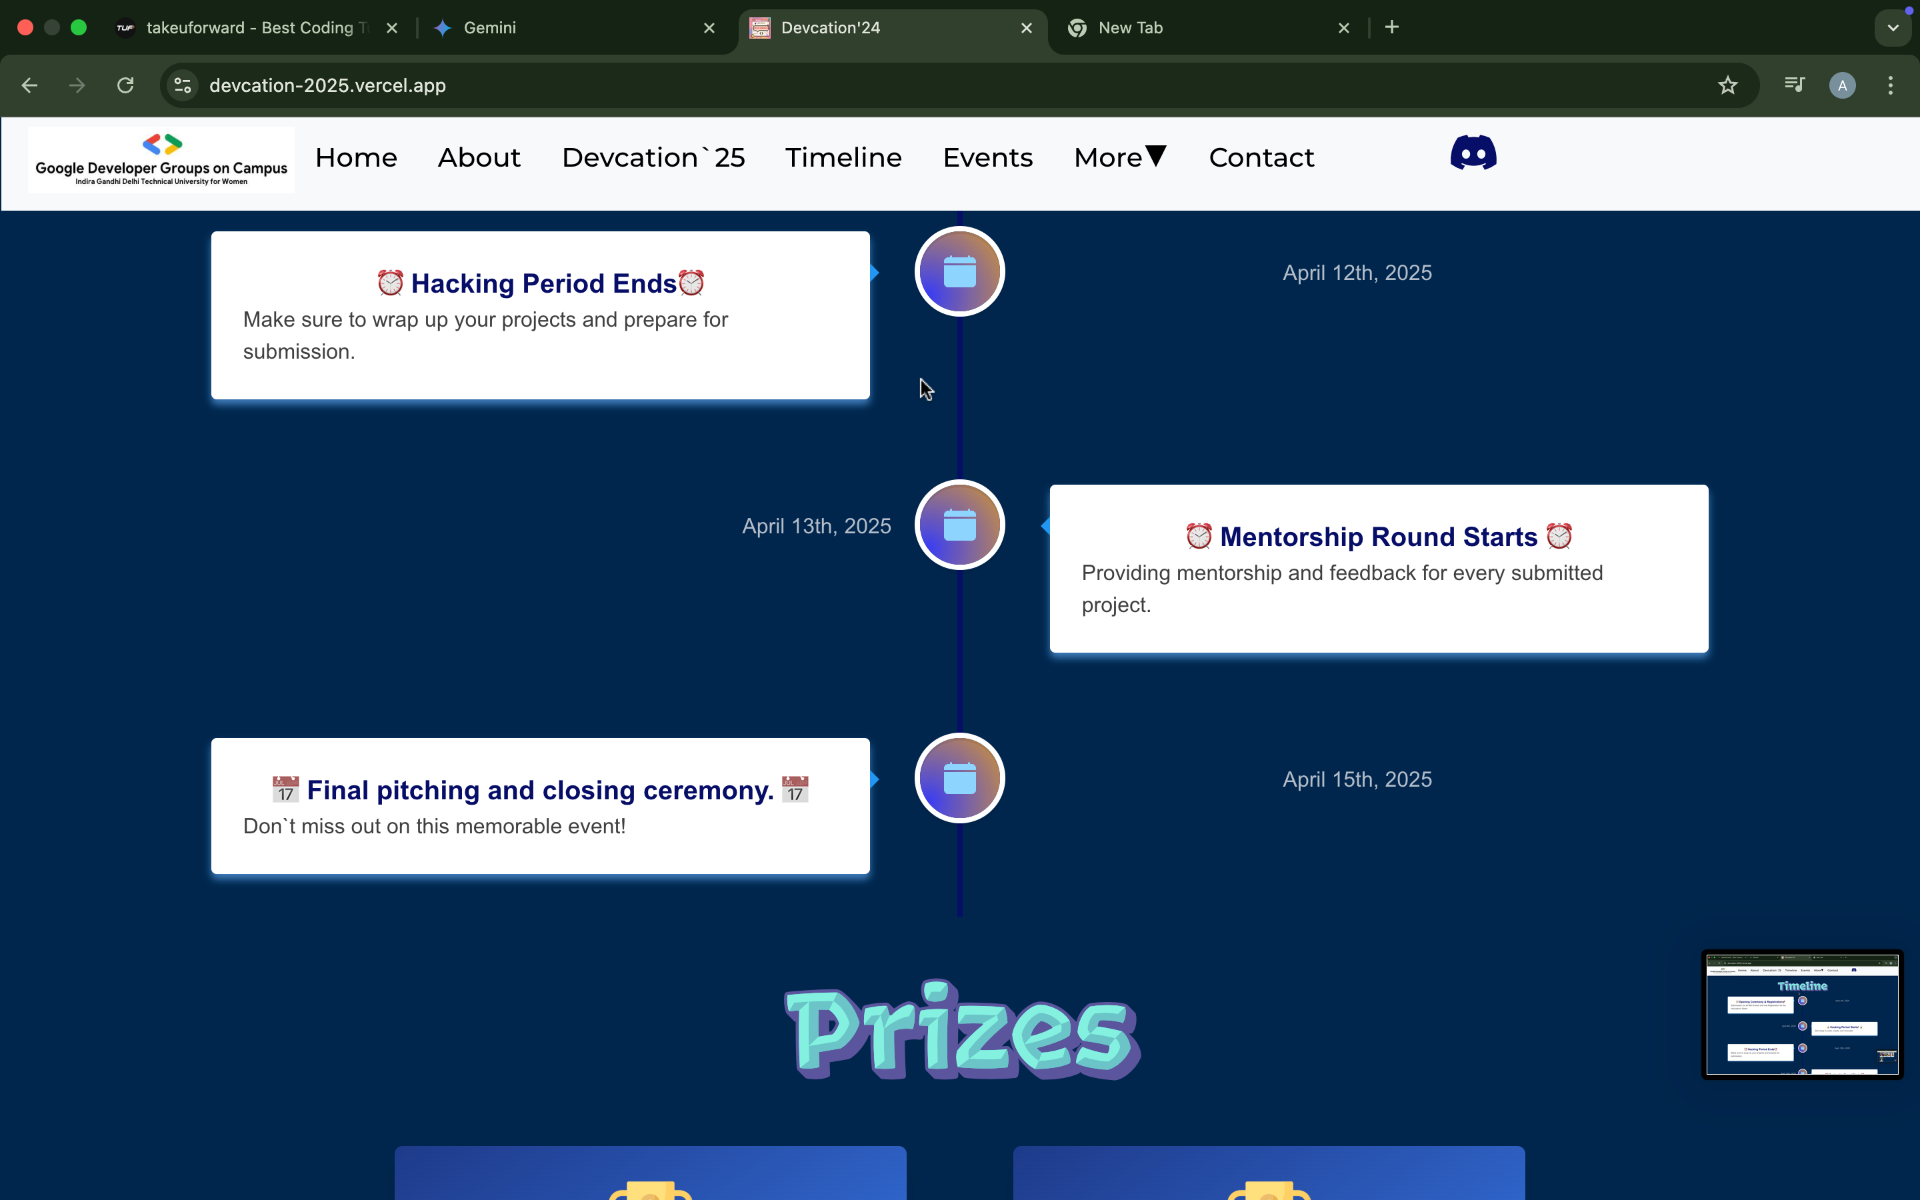 takeuforward - Best Coding T
Gemini
Devcation'24
New Tab
devcation-2025.vercel.app
A
Google Developer Groups on Campus
Indira Gandhi Delhi Technical University for Women
Home
About
Devcation`25
Timeline
Events
More▼
Contact
⏰ Hacking Period Ends⏰
Make sure to wrap up your projects and prepare for
submission.
April 12th, 2025
April 13th, 2025
⏰ Mentorship Round Starts ⏰
Providing mentorship and feedback for every submitted
project.
📅 Final pitching and closing ceremony. 📅
Don`t miss out on this memorable event!
April 15th, 2025
Prizes
Timeline